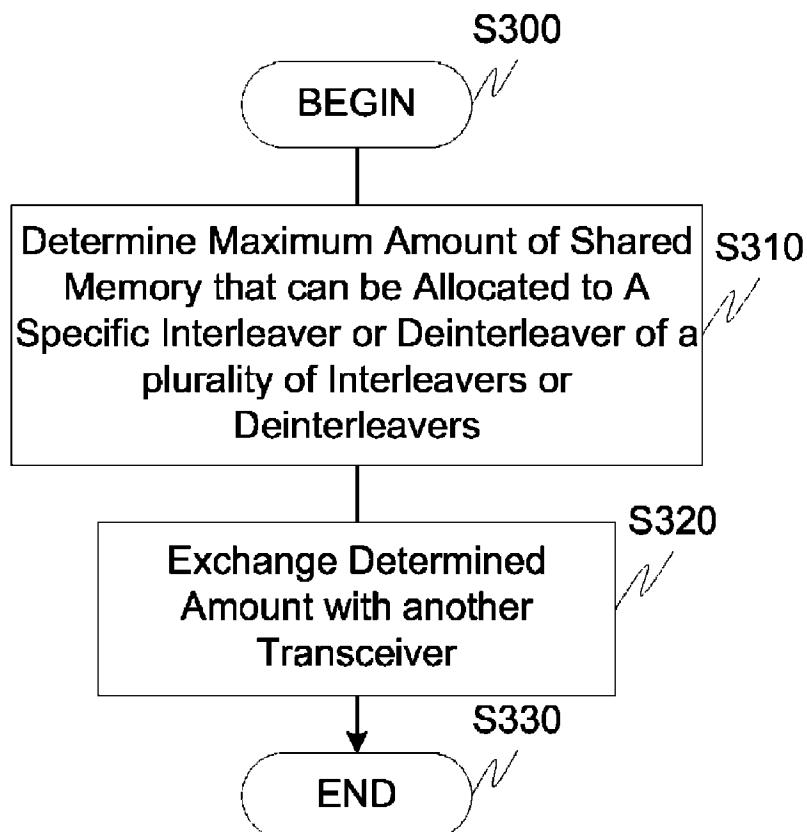 S300
BEGIN
Determine Maximum Amount of Shared
Memory that can be Allocated to A
Specific Interleaver or Deinterleaver of a
plurality of Interleavers or
Deinterleavers
S310
Exchange Determined
Amount with another
Transceiver
S320
S330
END